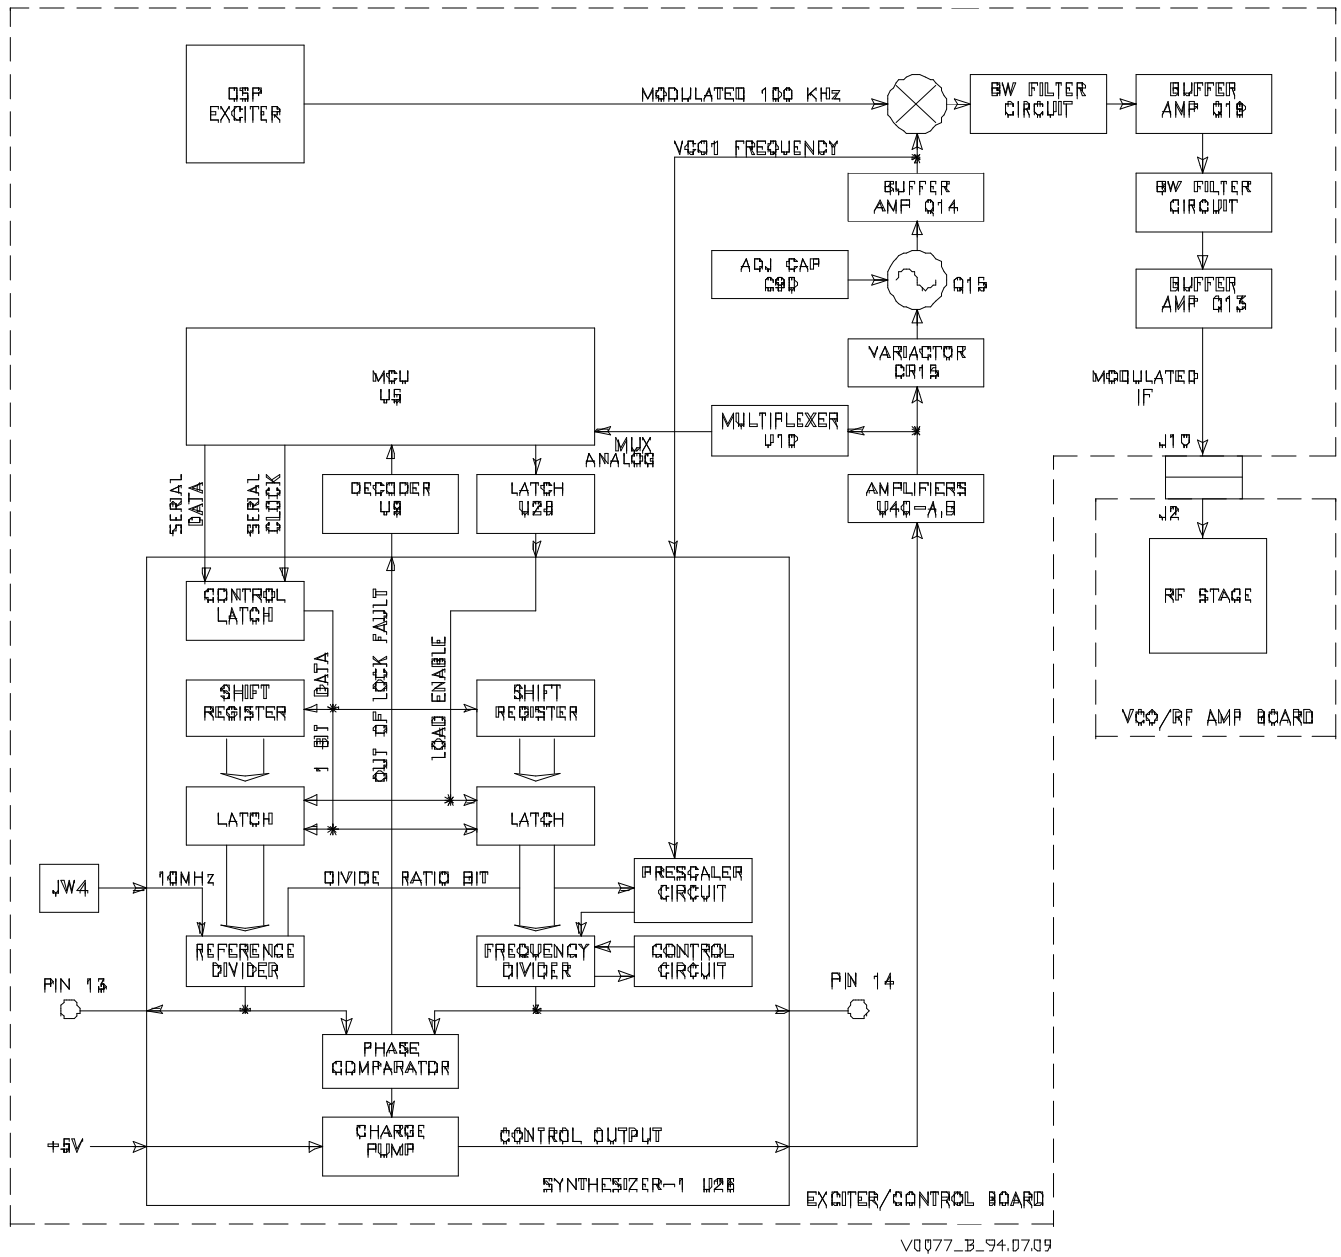 DSP
EXCITER
MODULATED 100 KHz
BW FILTER
CIRCUIT
BUFFER
AMP Q18
VCO1 FREQUENCY
BUFFER
AMP Q14
BW FILTER
CIRCUIT
ADJ CAP
C90
Q15
BUFFER
AMP Q13
MCU
U5
VARIACTOR
CR15
MODULATED
IF
MULTIPLEXER
U10
MUX
ANALOG
J10
SERIAL
DATA
SERIAL
CLOCK
DECODER
U9
LATCH
AMPLIFIERS
U40-A,B
J2
CONTROL
LATCH
RF STAGE
1 BIT DATA
OUT OF LOCK FAULT
LOAD ENABLE
SHIFT
REGISTER
SHIFT
REGISTER
VCO/RF AMP BOARD
LATCH
LATCH
JW4
10MHz
DIVIDE RATIO BIT
PRESCALER
CIRCUIT
REFERENCE
DIVIDER
FREQUENCY
DIVIDER
CONTROL
CIRCUIT
PIN 13
PIN 14
PHASE
COMPARATOR
+5V
CHARGE
PUMP
CONTROL OUTPUT
SYNTHESIZER-1
EXCITER/CONTROL BOARD
V0077_B_94.07.09